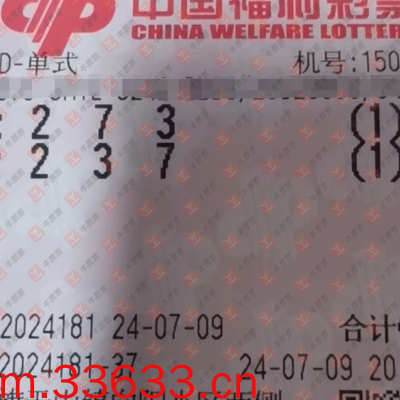 中国福利彩票
CHINA WELFARE LOTTERY
D-单式 机号:150
: 2 7 3 (1)
: 2 3 7 (1)
2024181 24-07-09 合计
2024181-37 24-07-09 20
m.33633.cn